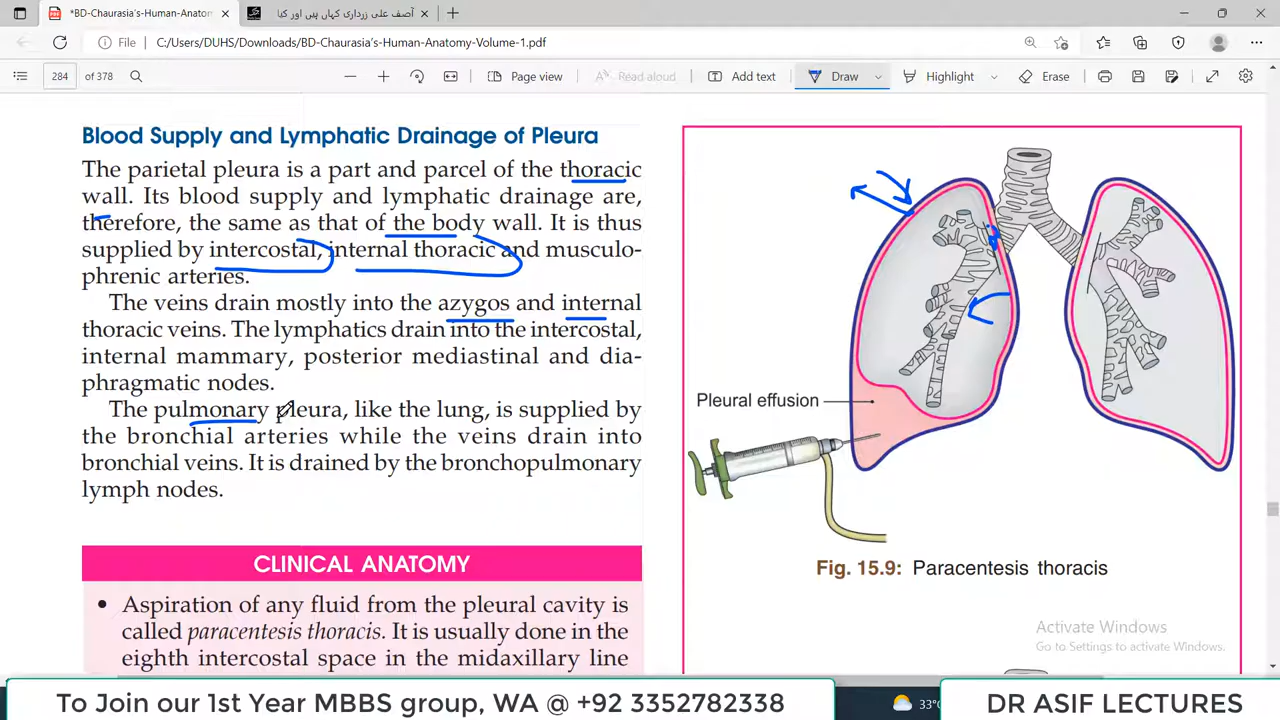 *BD-Chaurasia's-Human-Anatom
آصف علی زرداری کہاں ہیں اور کیا
File
C:/Users/DUHS/Downloads/BD-Chaurasia's-Human-Anatomy-Volume-1.pdf
284 of 378
Page view
Read aloud
Add text
Draw
Highlight
Erase
Blood Supply and Lymphatic Drainage of Pleura
The parietal pleura is a part and parcel of the thoracic
wall. Its blood supply and lymphatic drainage are,
therefore, the same as that of the body wall. It is thus
supplied by intercostal, internal thoracic and musculo-
phrenic arteries.
The veins drain mostly into the azygos and internal
thoracic veins. The lymphatics drain into the intercostal,
internal mammary, posterior mediastinal and dia-
phragmatic nodes.
The pulmonary pleura, like the lung, is supplied by
the bronchial arteries while the veins drain into
bronchial veins. It is drained by the bronchopulmonary
lymph nodes.
CLINICAL ANATOMY
• Aspiration of any fluid from the pleural cavity is
called paracentesis thoracis. It is usually done in the
eighth intercostal space in the midaxillary line
Pleural effusion
Fig. 15.9: Paracentesis thoracis
Activate Windows
Go to Settings to activate Windows.
To Join our 1st Year MBBS group, WA @ +92 3352782338
33°
DR ASIF LECTURES